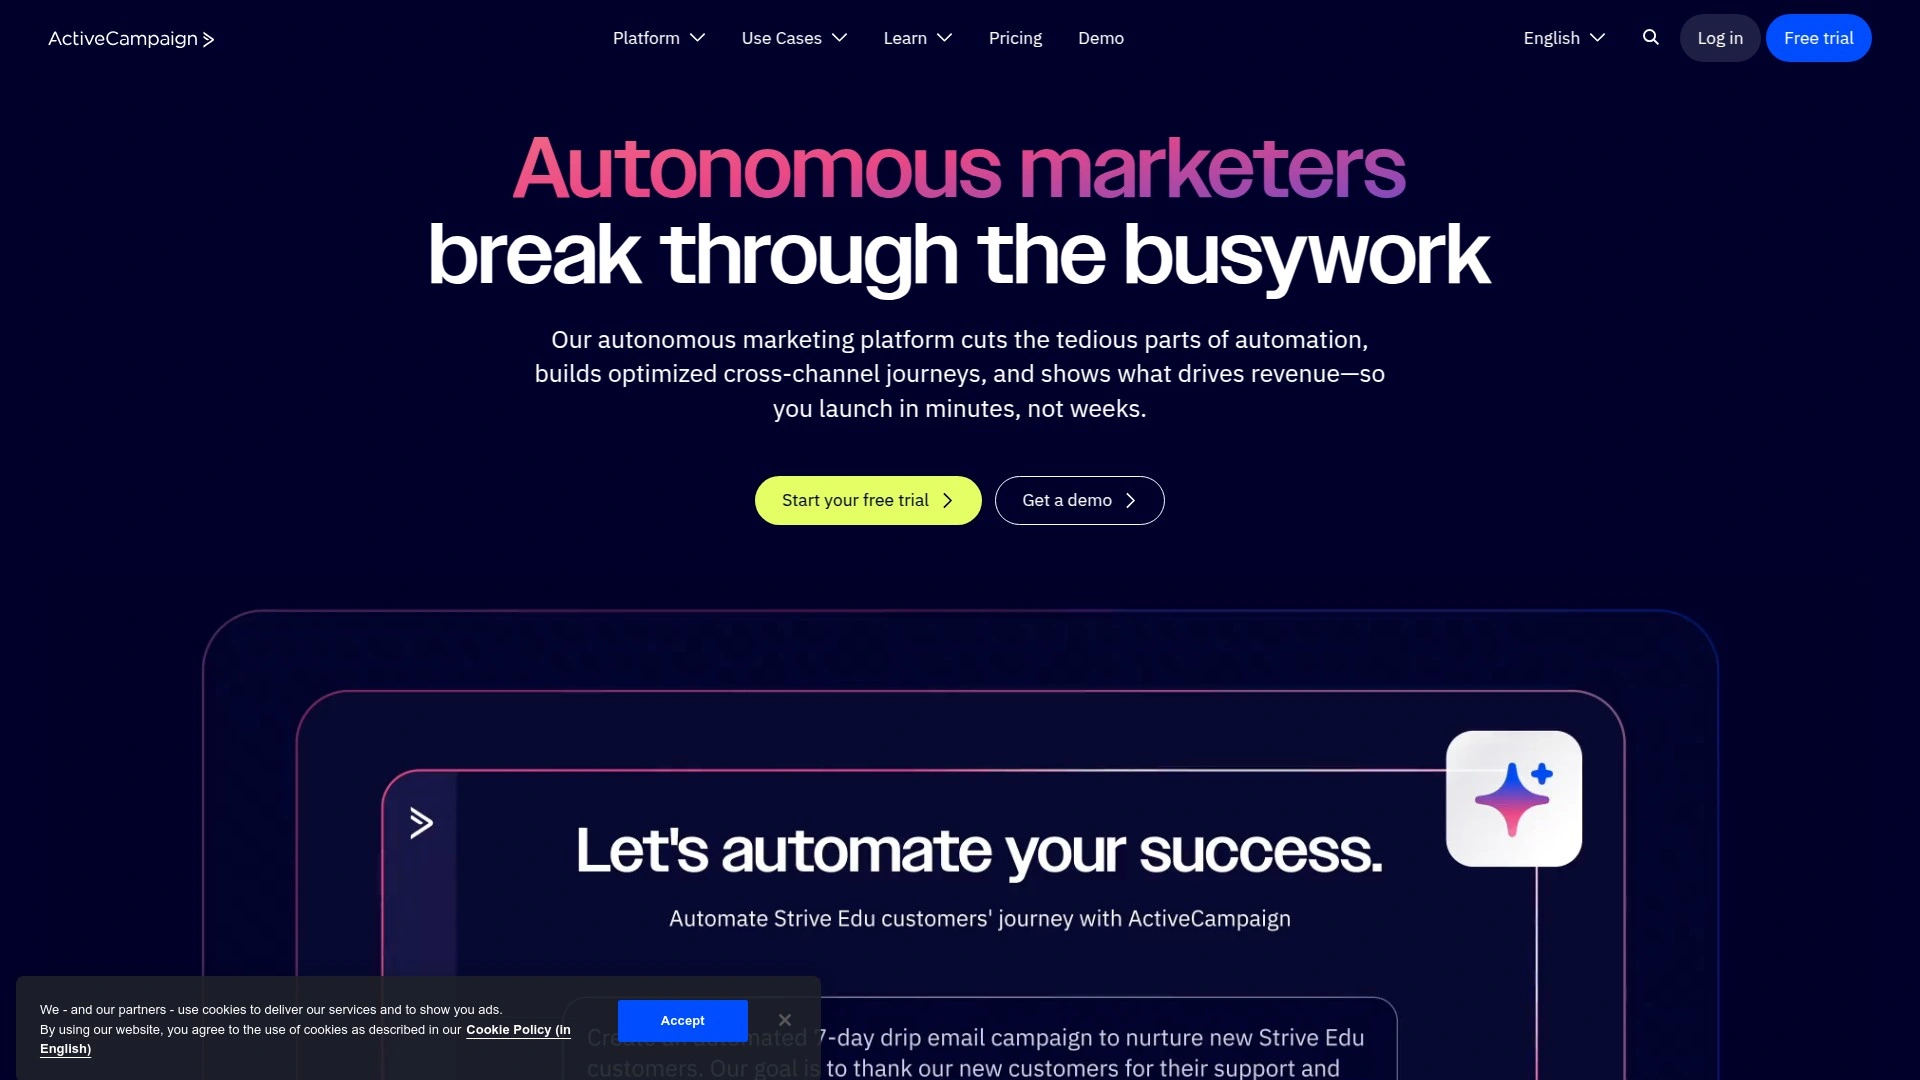 ActiveCampaign
Platform
Use Cases
Learn
Pricing
Demo
English
Log in
Free trial
Autonomous marketers
break through the busywork
Our autonomous marketing platform cuts the tedious parts of automation,
builds optimized cross-channel journeys, and shows what drives revenue—so
you launch in minutes, not weeks.
Start your free trial
Get a demo
Let's automate your success.
Automate Strive Edu customers' journey with ActiveCampaign
Create an automated 7-day drip email campaign to nurture new Strive Edu
customers. Our goal is to thank our new customers for their support and
We - and our partners - use cookies to deliver our services and to show you ads.
By using our website, you agree to the use of cookies as described in our Cookie Policy (in
English)
Accept